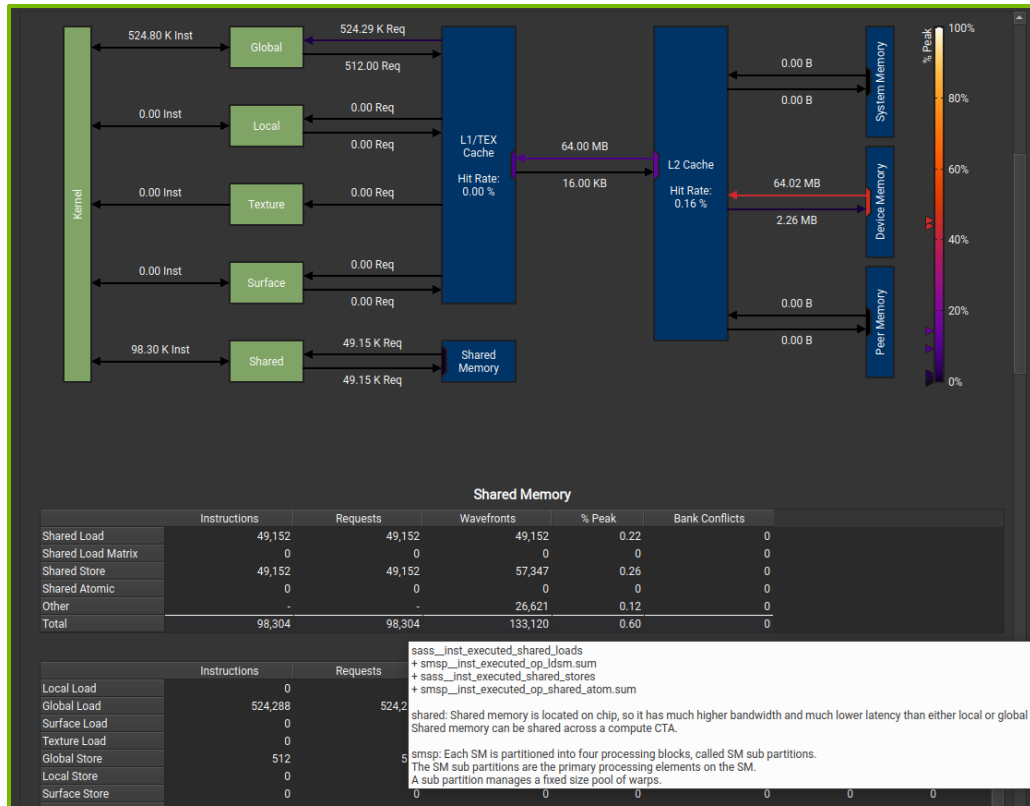 524.80 K Inst
Global
524.29 K Req
512.00 Req
0.00 Inst
Local
0.00 Req
0.00 Req
0.00 Inst
Texture
0.00 Req
0.00 Inst
Surface
0.00 Req
0.00 Req
98.30 K Inst
Shared
49.15 K Req
49.15 K Req
Kernel
L1/TEX
Cache
Hit Rate:
0.00 %
Shared
Memory
64.00 MB
16.00 KB
L2 Cache
Hit Rate:
0.16 %
0.00 B
0.00 B
System Memory
64.02 MB
2.26 MB
Device Memory
0.00 B
0.00 B
Peer Memory
% Peak
100%
80%
60%
40%
20%
0%
Shared Memory
Instructions Requests Wavefronts % Peak Bank Conflicts
Shared Load 49,152 49,152 49,152 0.22 0
Shared Load Matrix 0 0 0 0 0
Shared Store 49,152 49,152 57,347 0.26 0
Shared Atomic 0 0 0 0 0
Other - - 26,621 0.12 0
Total 98,304 98,304 133,120 0.60 0
sass__inst_executed_shared_loads
+ smsp__inst_executed_op_ldsm.sum
+ sass__inst_executed_shared_stores
+ smsp__inst_executed_op_shared_atom.sum
shared: Shared memory is located on chip, so it has much higher bandwidth and much lower latency than either local or global
Shared memory can be shared across a compute CTA.
smsp: Each SM is partitioned into four processing blocks, called SM sub partitions.
The SM sub partitions are the primary processing elements on the SM.
A sub partition manages a fixed size pool of warps.
Instructions Requests
Local Load 0
Global Load 524,288 524,2
Surface Load 0
Texture Load 0
Global Store 512 5
Local Store 0
Surface Store 0 0 0 0 0 0 0